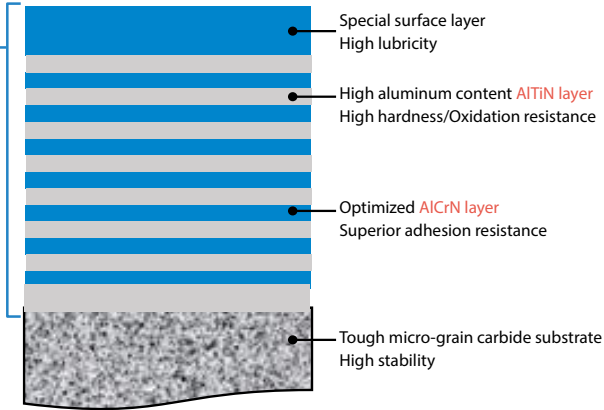 Special surface layer
High lubricity
High aluminum content AlTiN layer
High hardness/Oxidation resistance
Optimized AlCrN layer
Superior adhesion resistance
Tough micro-grain carbide substrate
High stability